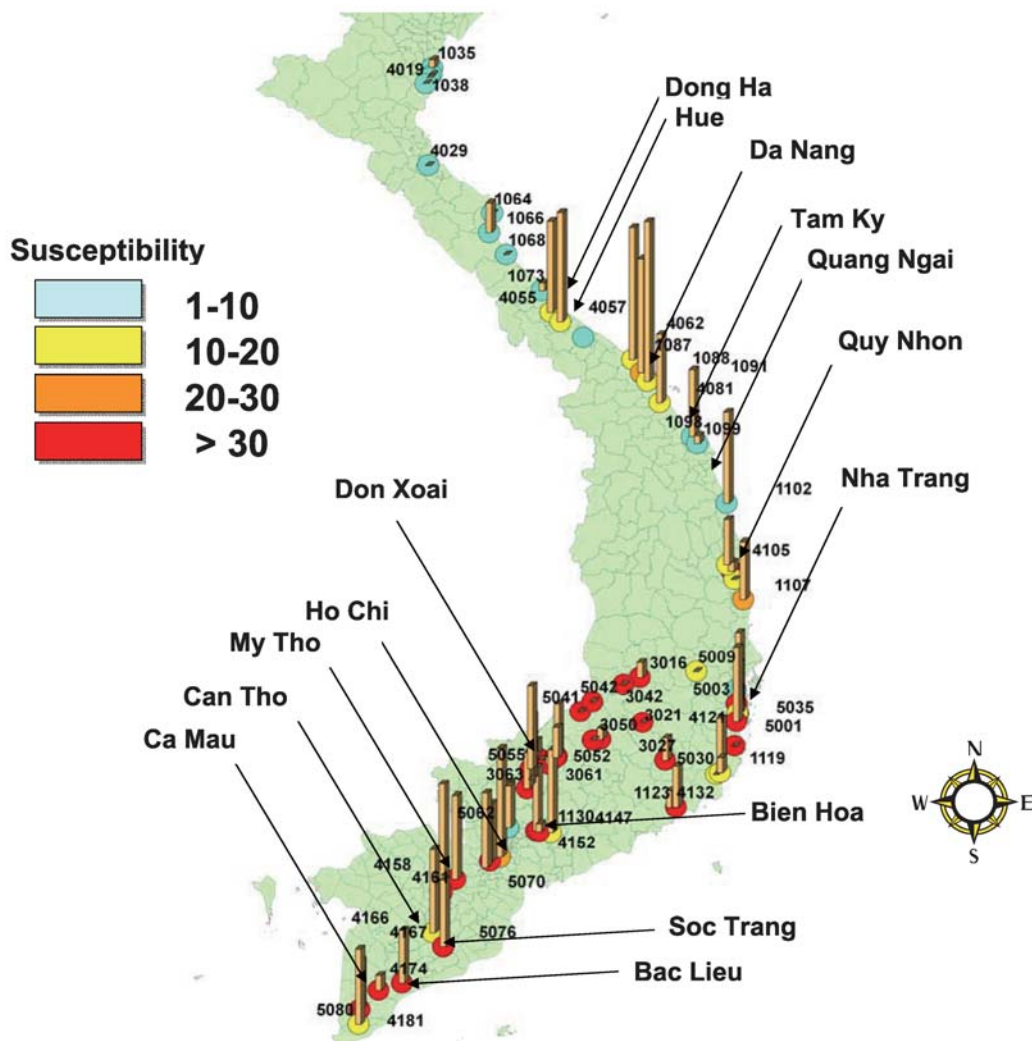 1035
4019
1038
Dong Ha
Hue
Da Nang
4029
1064
Tam Ky
1066
Susceptibility
1068
Quang Ngai
1-10
1073
4055
4057
10-20
4062
1087
Quy Nhon
1088
1091
4081
20-30
1098
1099
> 30
Don Xoai
Nha Trang
1102
4105
Ho Chi
1107
My Tho
3016
5009
Can Tho
5042
3042
5003
5041
5035
Ca Mau
3050
3021
4121
5001
5055
5052
3027
5030
1119
N
3063
3061
W
E
1123
4132
S
5062
1130
4147
Bien Hoa
4152
4158
4161
5070
4166
4167
5076
Soc Trang
4174
Bac Lieu
5080
4181